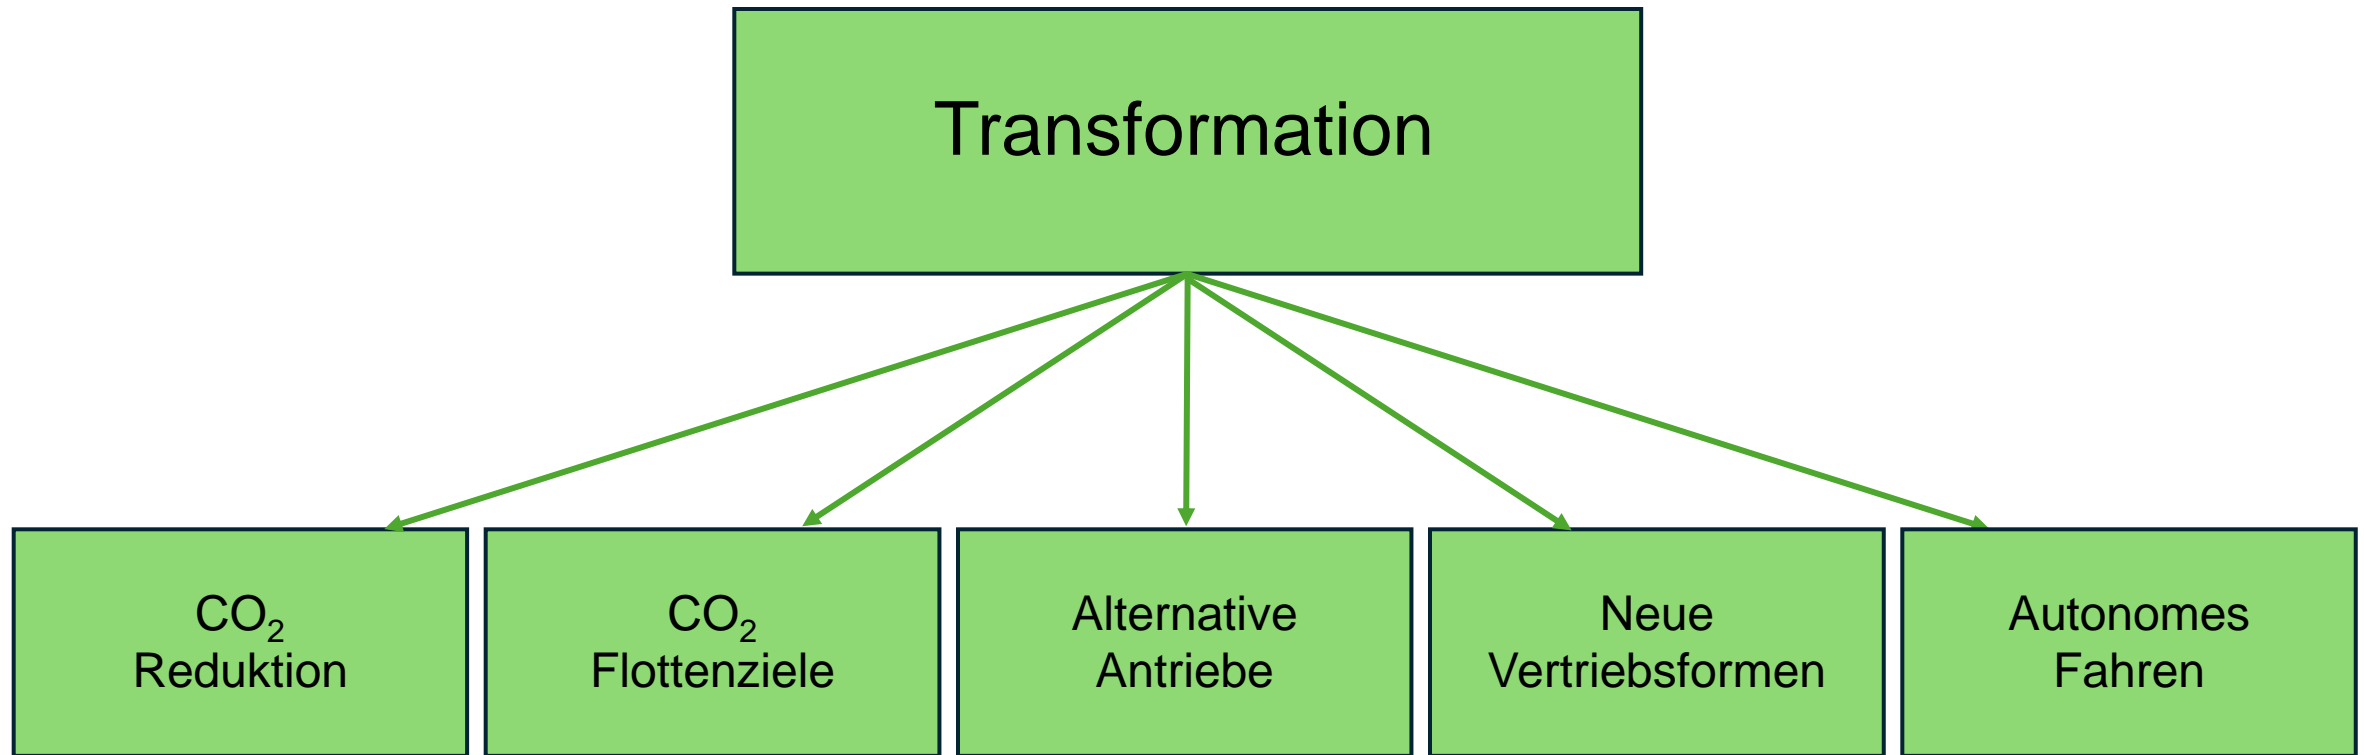 Transformation
CO₂
Reduktion
CO₂
Flottenziele
Alternative
Antriebe
Neue
Vertriebsformen
Autonomes
Fahren